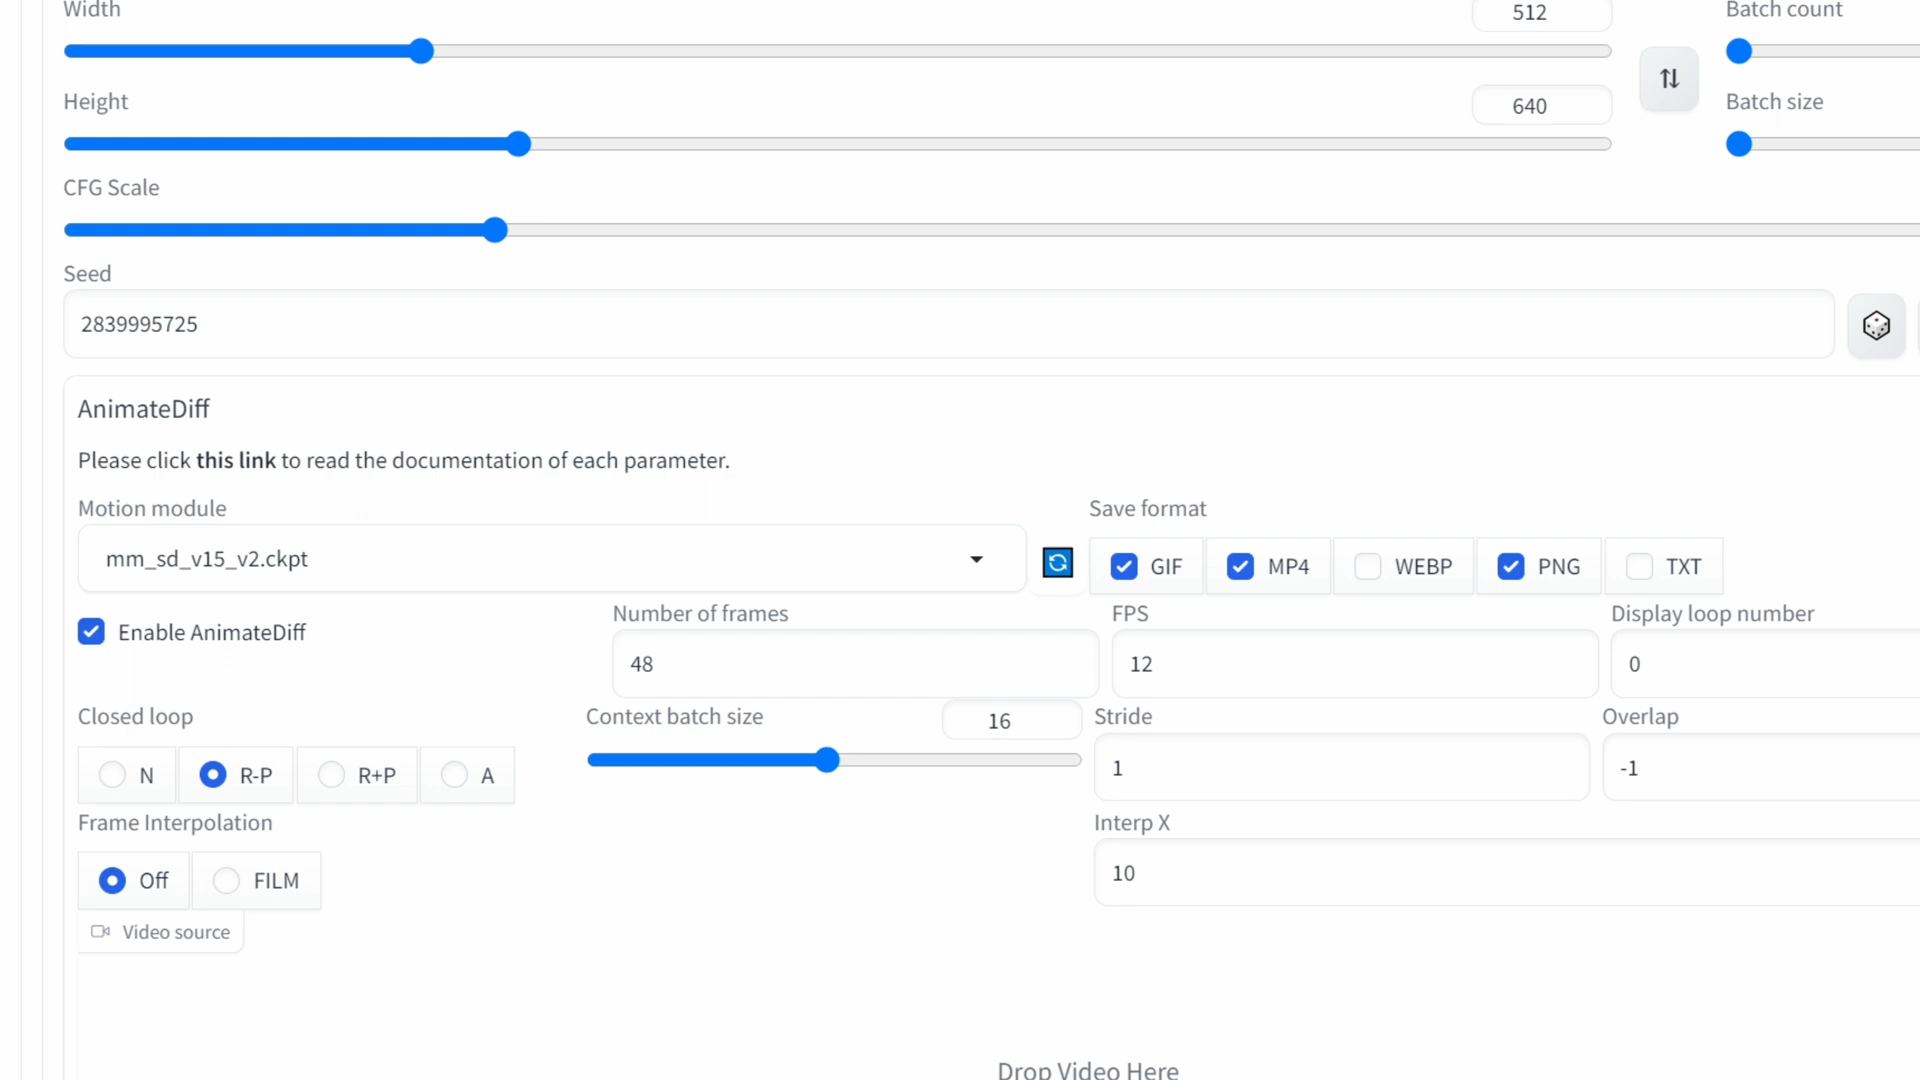 Width
512
Batch count
Height
640
Batch size
CFG Scale
Seed
2839995725
AnimateDiff
Please click this link to read the documentation of each parameter.
Motion module
Save format
mm_sd_v15_v2.ckpt
GIF MP4 WEBP PNG TXT
Enable AnimateDiff
Number of frames
FPS
Display loop number
48
12
0
Closed loop
Context batch size
16
Stride
Overlap
N R-P R+P A
1
-1
Frame Interpolation
Interp X
Off FILM
10
Video source
Drop Video Here